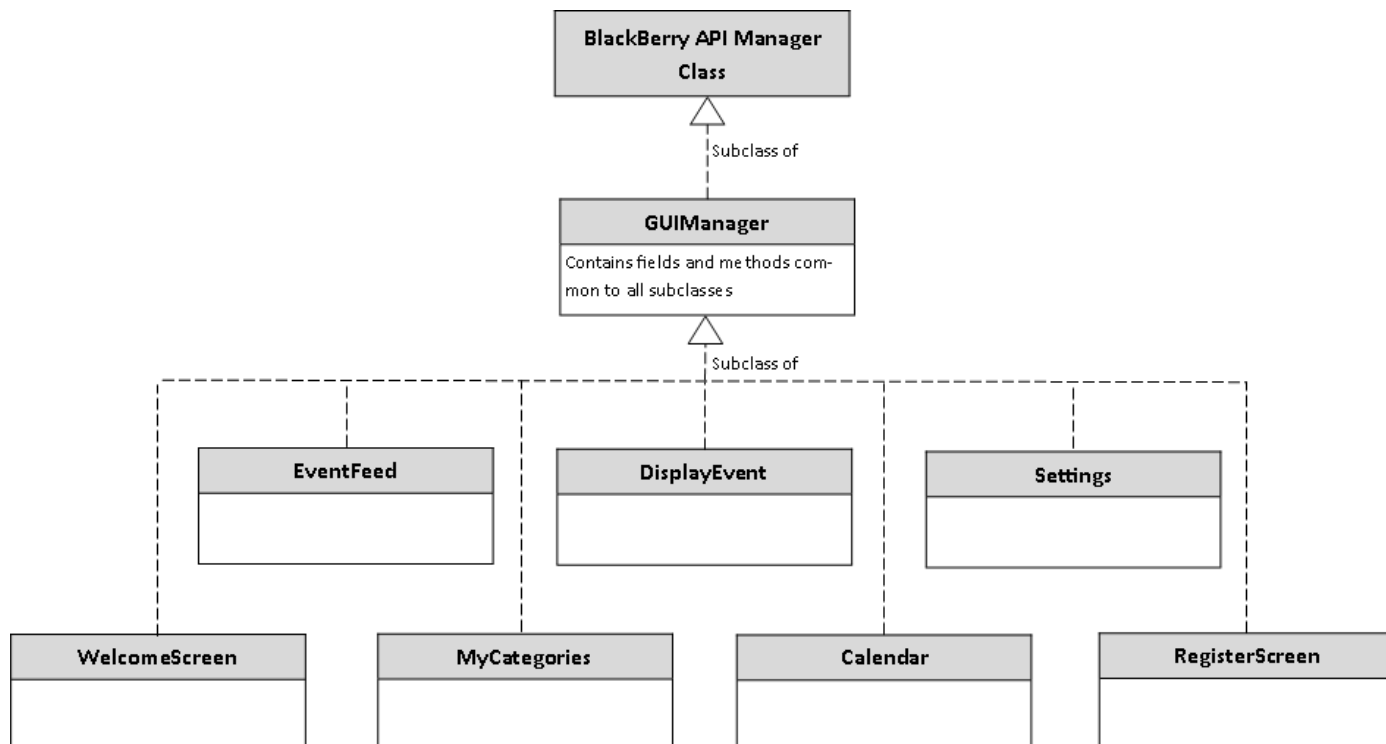 BlackBerry API Manager
Class
Subclass of
GUIManager
Contains fields and methods com-
mon to all subclasses
Subclass of
EventFeed
DisplayEvent
Settings
WelcomeScreen
MyCategories
Calendar
RegisterScreen